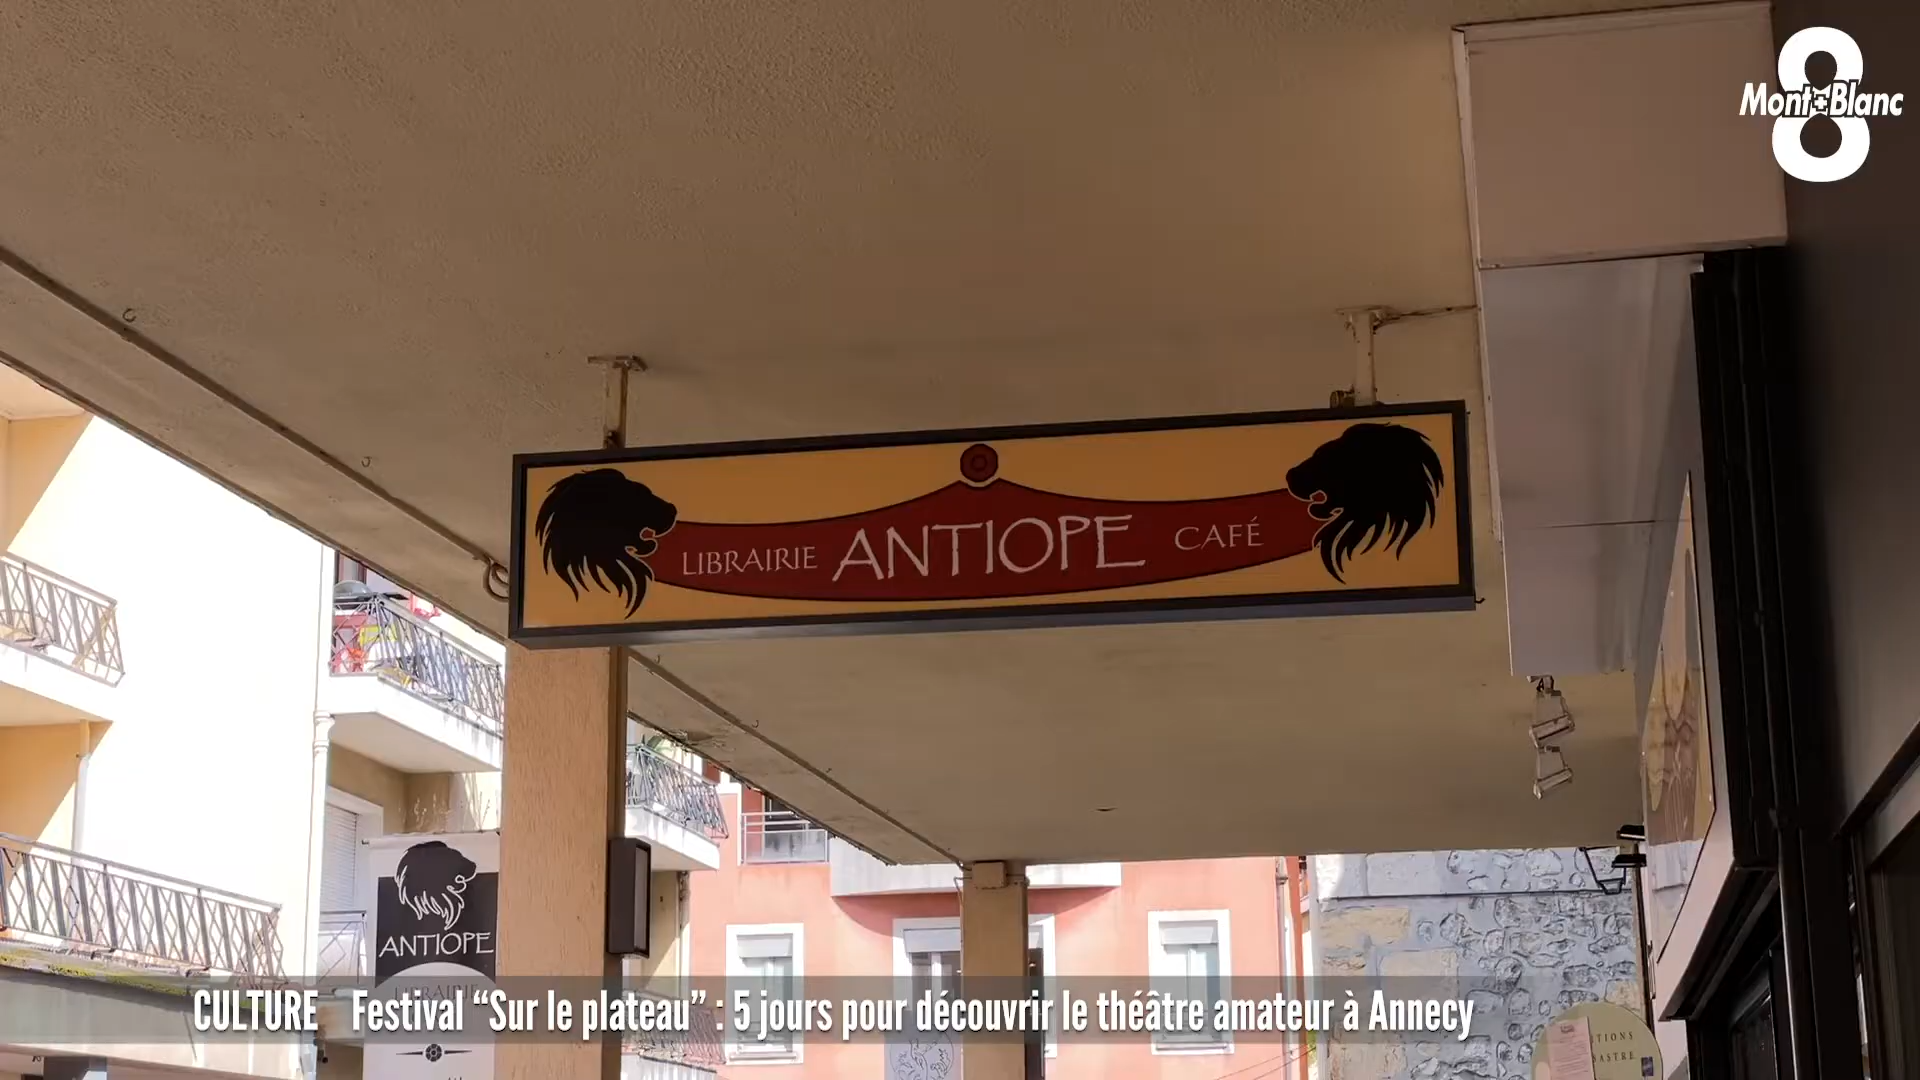 8
Mont-Blanc
LIBRAIRIE ANTIOPE CAFÉ
ANTIOPE
LIBRAIRIE
CULTURE Festival “Sur le plateau” : 5 jours pour découvrir le théâtre amateur à Annecy